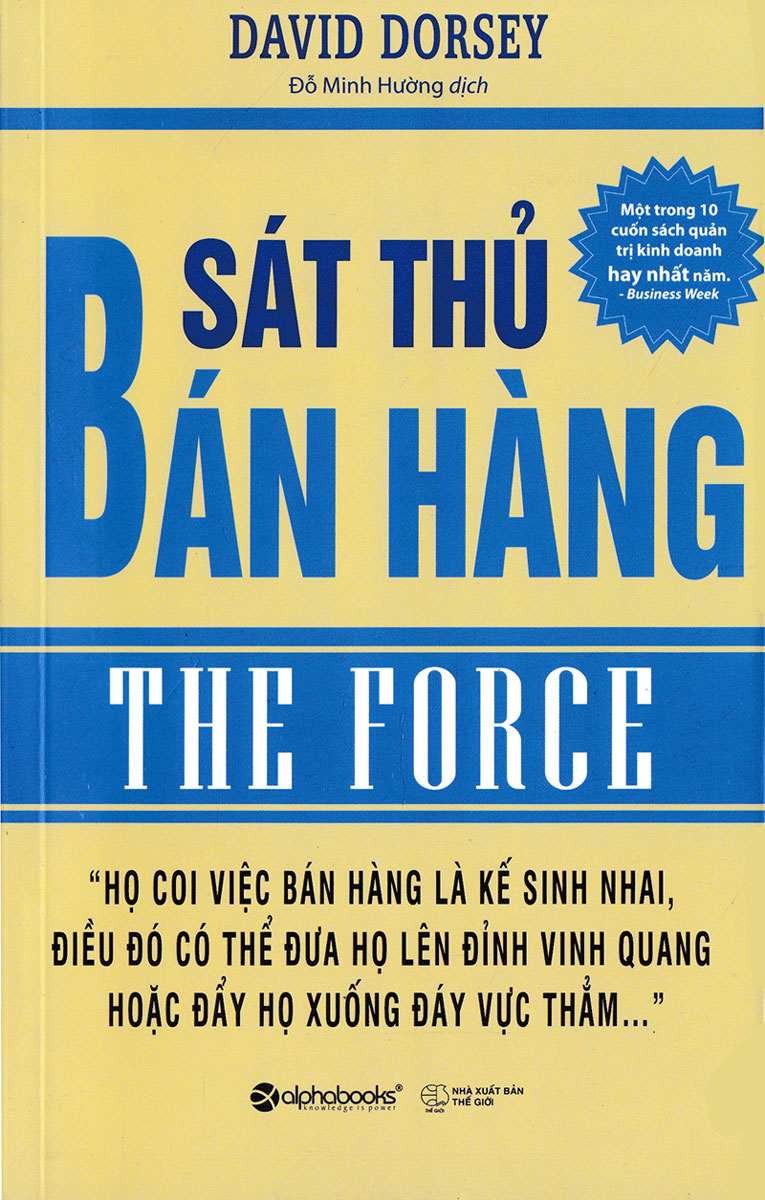 DAVID DORSEY
Đỗ Minh Hường dịch
Một trong 10
cuốn sách quản
trị kinh doanh
hay nhất năm.
- Business Week
SÁT THỦ
BÁN HÀNG
THE FORCE
“HỌ COI VIỆC BÁN HÀNG LÀ KẾ SINH NHAI,
ĐIỀU ĐÓ CÓ THỂ ĐƯA HỌ LÊN ĐỈNH VINH QUANG
HOẶC ĐẨY HỌ XUỐNG ĐÁY VỰC THẲM...”
alphabooks®
knowledge is power
THẾ GIỚI
NHÀ XUẤT BẢN
THẾ GIỚI